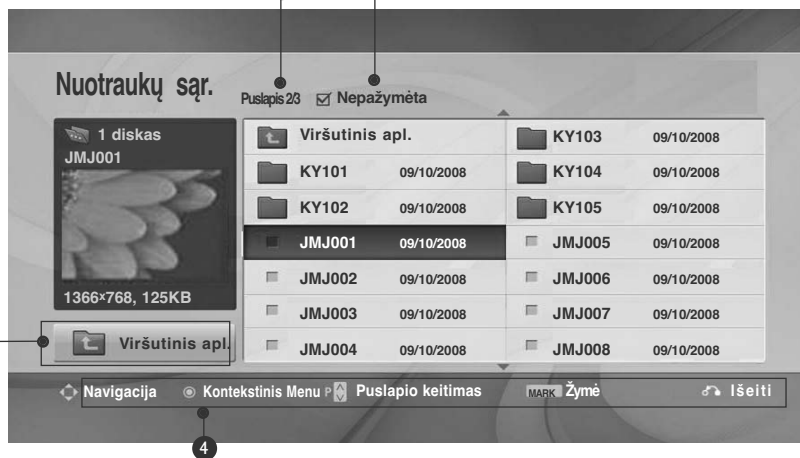 Nuotraukų sąr.
Puslapis 2/3 Nepažymėta
1 diskas
JMJ001
1366x768, 125KB
Viršutinis apl.
Viršutinis apl.
KY101 09/10/2008
KY102 09/10/2008
JMJ001 09/10/2008
JMJ002 09/10/2008
JMJ003 09/10/2008
JMJ004 09/10/2008
KY103 09/10/2008
KY104 09/10/2008
KY105 09/10/2008
JMJ005 09/10/2008
JMJ006 09/10/2008
JMJ007 09/10/2008
JMJ008 09/10/2008
Navigacija Kontekstinis Menu P Puslapio keitimas MARK Žymė Išeiti
4